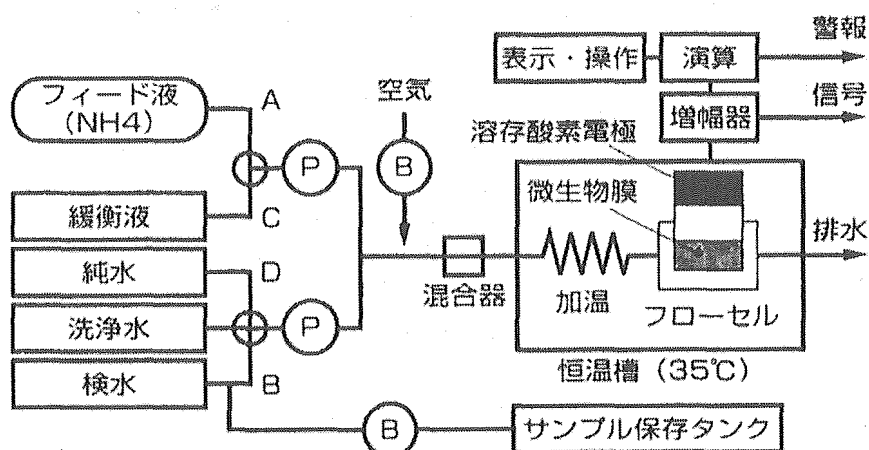 警報
表示・操作
演算
フィード液
(NH4)
A
空気
信号
増幅器
溶存酸素電極
P
B
微生物膜
緩衝液
C
排水
純水
D
混合器
加温
フローセル
洗浄水
P
恒温槽 (35℃)
検水
B
B
サンプル保存タンク